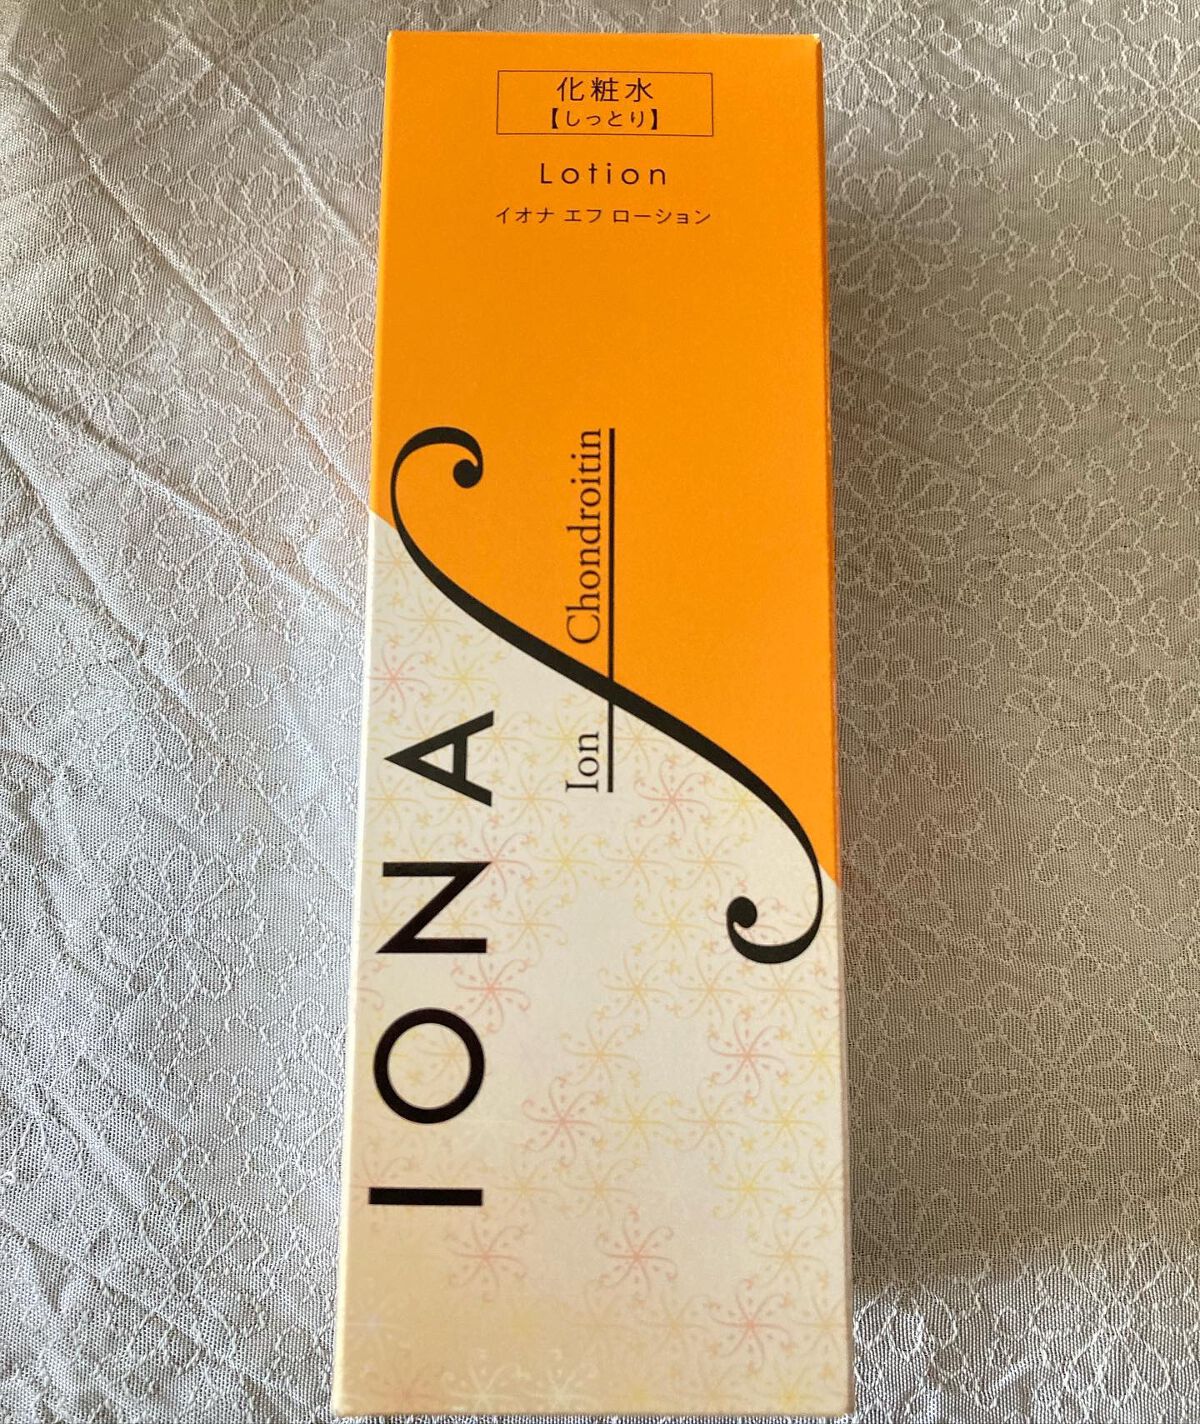 化粧水
【しっとり】
Lotion
イオナ エフ ローション
Ion Chondroitin
IONA